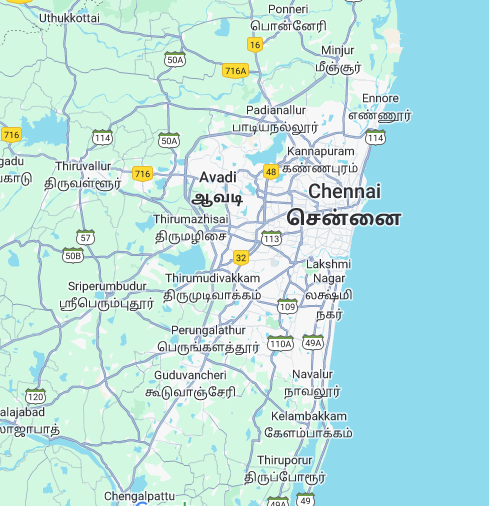 Ponneri
Uthukkottai
பொன்னேரி
16
Minjur
மீஞ்சூர்
50A
716A
Ennore
எண்ணூர்
Padianallur
பாடியநல்லூர்
716
114
50A
114
Kannapuram
கண்ணபுரம்
gadu
Thiruvallur
திருவள்ளூர்
716
Avadi
ஆவடி
48
Chennai
சென்னை
காடு
Thirumazhisai
திருமழிசை
57
113
50B
32
Lakshmi
Nagar
லக்ஷ்மி
நகர்
Thirumudivakkam
திருமுடிவாக்கம்
Sriperumbudur
ஸ்ரீபெரும்புதூர்
109
Perungalathur
பெருங்களத்தூர்
110A
49A
Guduvancheri
கூடுவாஞ்சேரி
Navalur
நாவலூர்
120
alajabad
லாஜாபாத்
Kelambakkam
கேளம்பாக்கம்
Thiruporur
திருப்போரூர்
Chengalpattu
49A
49